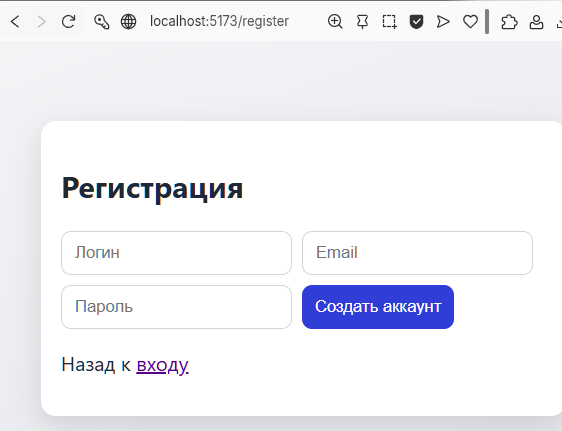 localhost:5173/register
Регистрация
Логин
Email
Пароль
Создать аккаунт
Назад к входу